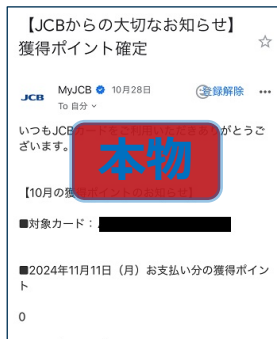 【JCBからの大切なお知らせ】
獲得ポイント確定
JCB
MyJCB 10月28日
登録解除
To 自分
いつもJCBカードをご利用いただきありがとうございます。
本物
【10月の獲得ポイントのお知らせ】
■対象カード：
■2024年11月11日（月）お支払い分の獲得ポイン
ト
0